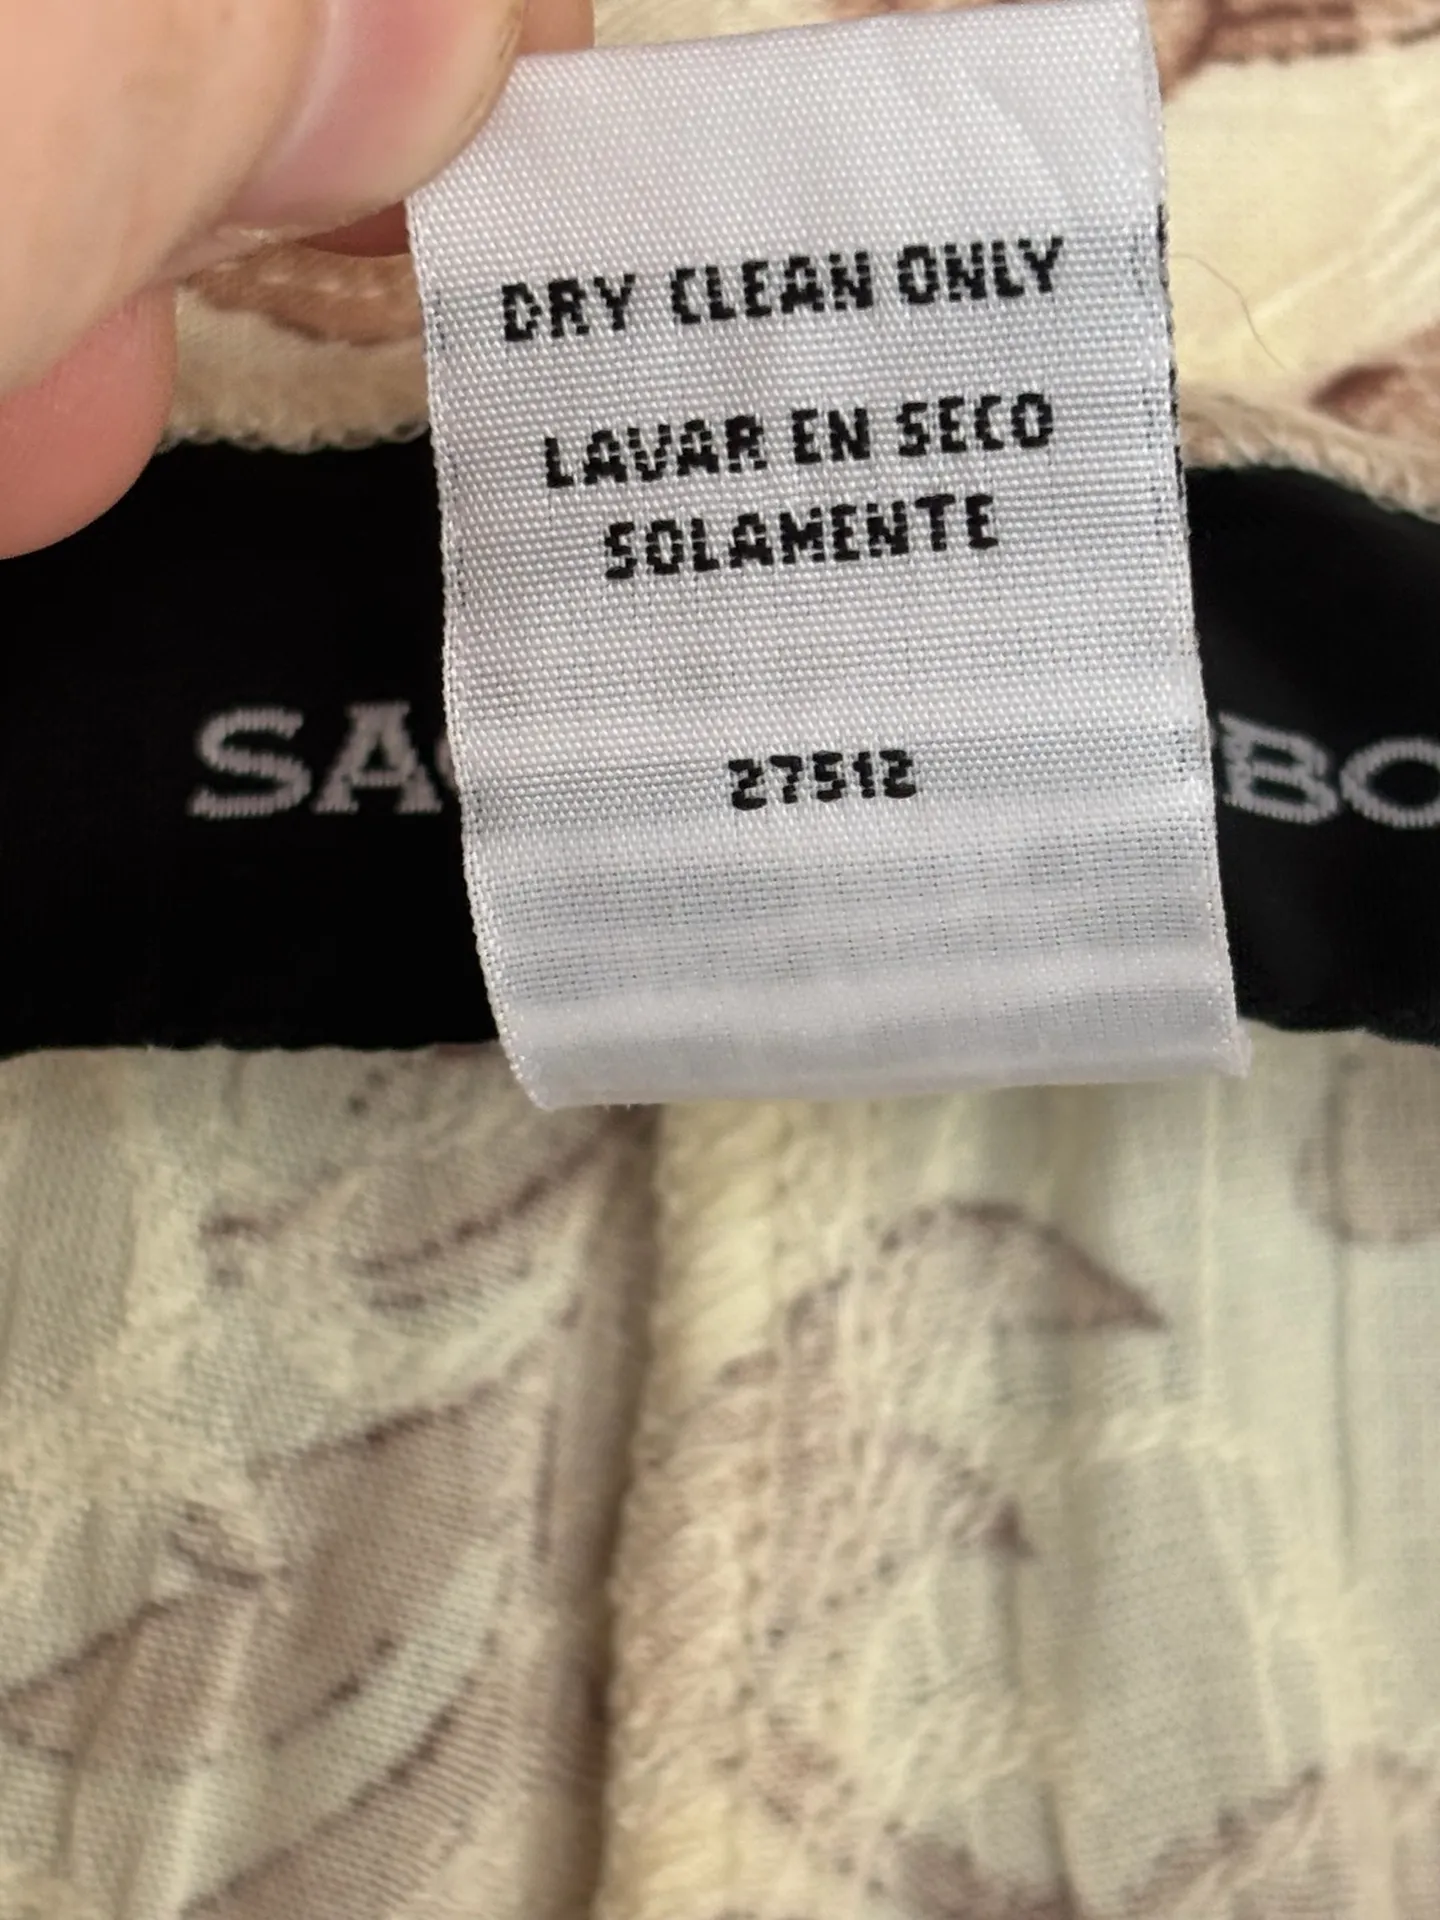 DRY CLEAN ONLY
LAVAR EN SECO
SOLAMENTE
27512